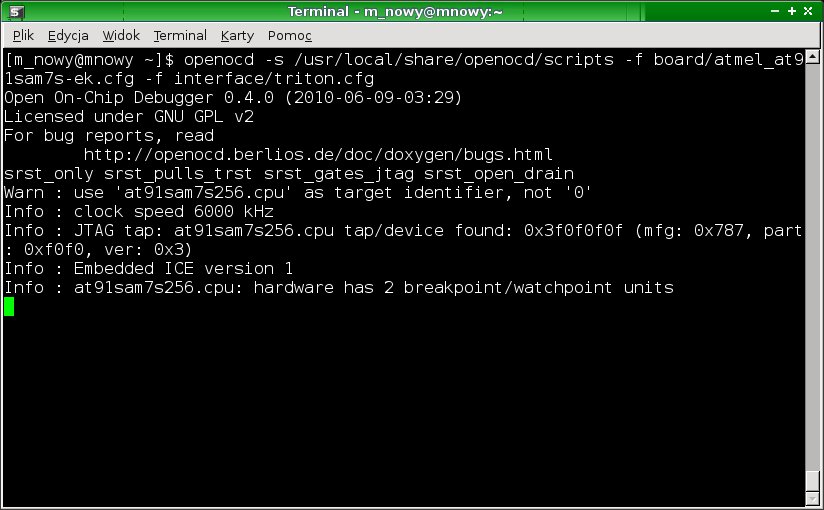 Terminal - m_nowy@mnowy:~
Plik Edycja Widok Terminal Karty Pomoc
[m_nowy@mnowy ~]$ openocd -s /usr/local/share/openocd/scripts -f board/atmel_at9
1sam7s-ek.cfg -f interface/triton.cfg
Open On-Chip Debugger 0.4.0 (2010-06-09-03:29)
Licensed under GNU GPL v2
For bug reports, read
        http://openocd.berlios.de/doc/doxygen/bugs.html
srst_only srst_pulls_trst srst_gates_jtag srst_open_drain
Warn : use 'at91sam7s256.cpu' as target identifier, not '0'
Info : clock speed 6000 kHz
Info : JTAG tap: at91sam7s256.cpu tap/device found: 0x3f0f0f0f (mfg: 0x787, part
: 0xf0f0, ver: 0x3)
Info : Embedded ICE version 1
Info : at91sam7s256.cpu: hardware has 2 breakpoint/watchpoint units